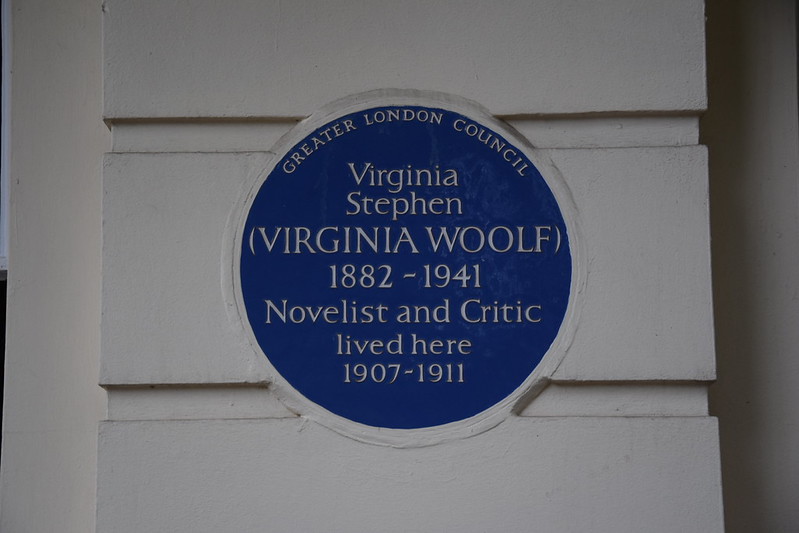 GREATER LONDON COUNCIL
Virginia
Stephen
(VIRGINIA WOOLF)
1882 - 1941
Novelist and Critic
lived here
1907-1911